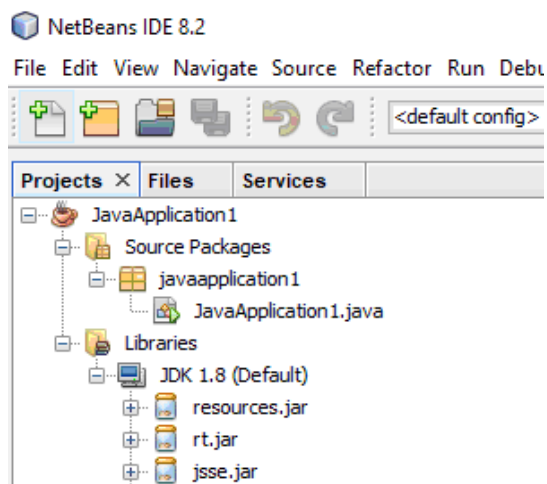 NetBeans IDE 8.2
File Edit View Navigate Source Refactor Run Debu
<default config>
Projects × Files Services
JavaApplication1
Source Packages
javaapplication1
JavaApplication1.java
Libraries
JDK 1.8 (Default)
resources.jar
rt.jar
jsse.jar